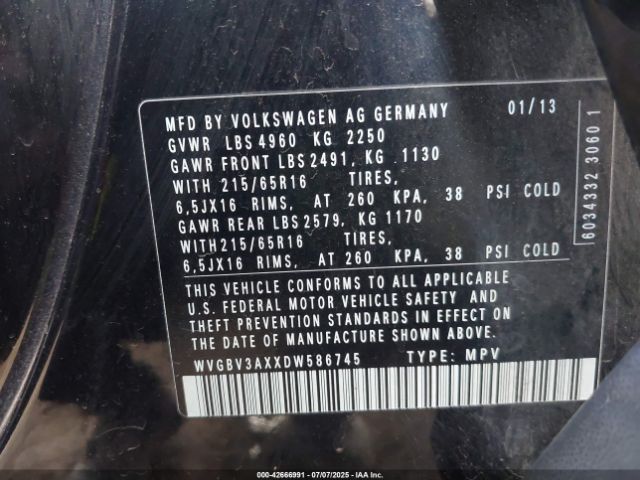 MFD BY VOLKSWAGEN AG GERMANY 01/13
GVWR LBS 4960 KG 2250
GAWR FRONT LBS 2491, KG 1130
WITH 215/65R16 TIRES,
6,5JX16 RIMS, AT 260 KPA, 38 PSI COLD
GAWR REAR LBS 2579, KG 1170
WITH 215/65R16 TIRES,
6,5JX16 RIMS, AT 260 KPA, 38 PSI COLD
THIS VEHICLE CONFORMS TO ALL APPLICABLE
U.S. FEDERAL MOTOR VEHICLE SAFETY AND
THEFT PREVENTION STANDARDS IN EFFECT ON
THE DATE OF MANUFACTURE SHOWN ABOVE.
WVGBV3AXXDW586745 TYPE: MPV
6034332 30601
000-42666991 07/07/2025 - Copyright © IAA, Inc.